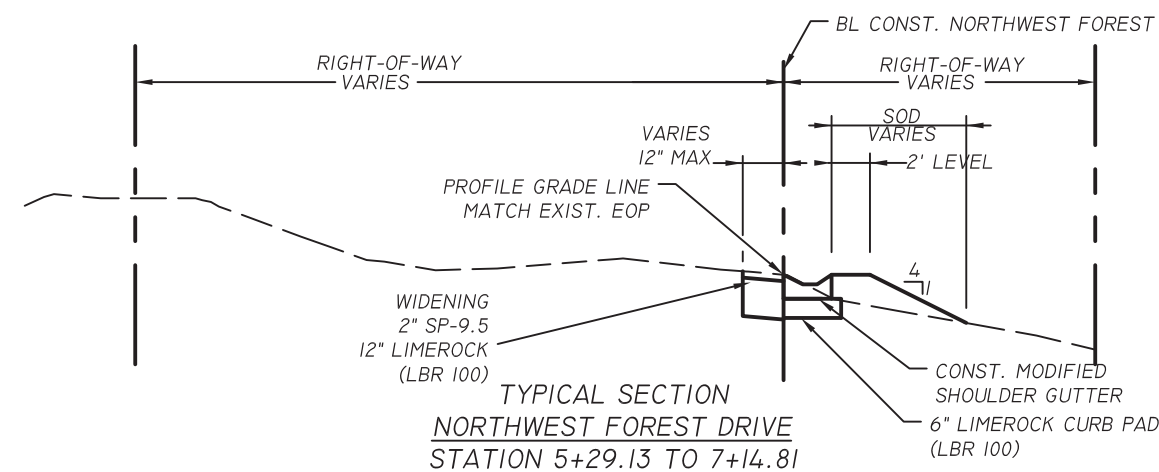 BL CONST. NORTHWEST FOREST
RIGHT-OF-WAY
VARIES
RIGHT-OF-WAY
VARIES
SOD
VARIES
VARIES
12" MAX
2' LEVEL
PROFILE GRADE LINE
MATCH EXIST. EOP
4
1
WIDENING
2" SP-9.5
12" LIMEROCK
(LBR 100)
CONST. MODIFIED
SHOULDER GUTTER
6" LIMEROCK CURB PAD
(LBR 100)
TYPICAL SECTION
NORTHWEST FOREST DRIVE
STATION 5+29.13 TO 7+14.81